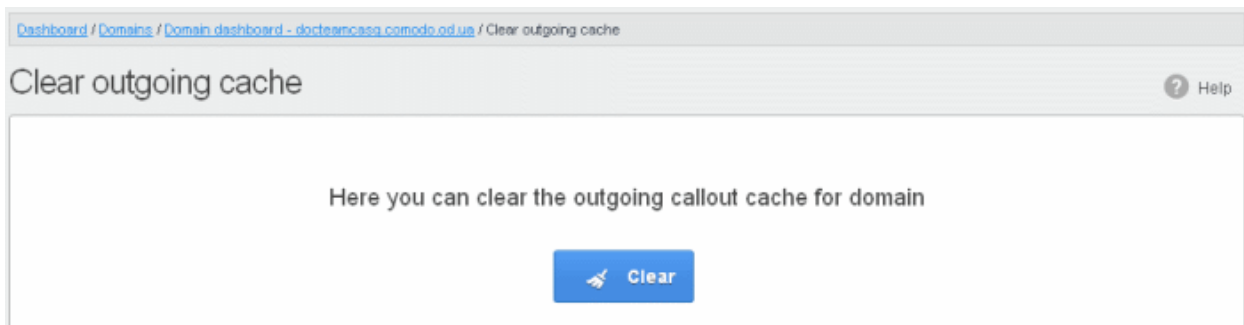 Dashboard / Domains / Domain dashboard - docteamcasg.comodo.od.ua / Clear outgoing cache
Clear outgoing cache
Help
Here you can clear the outgoing callout cache for domain
Clear